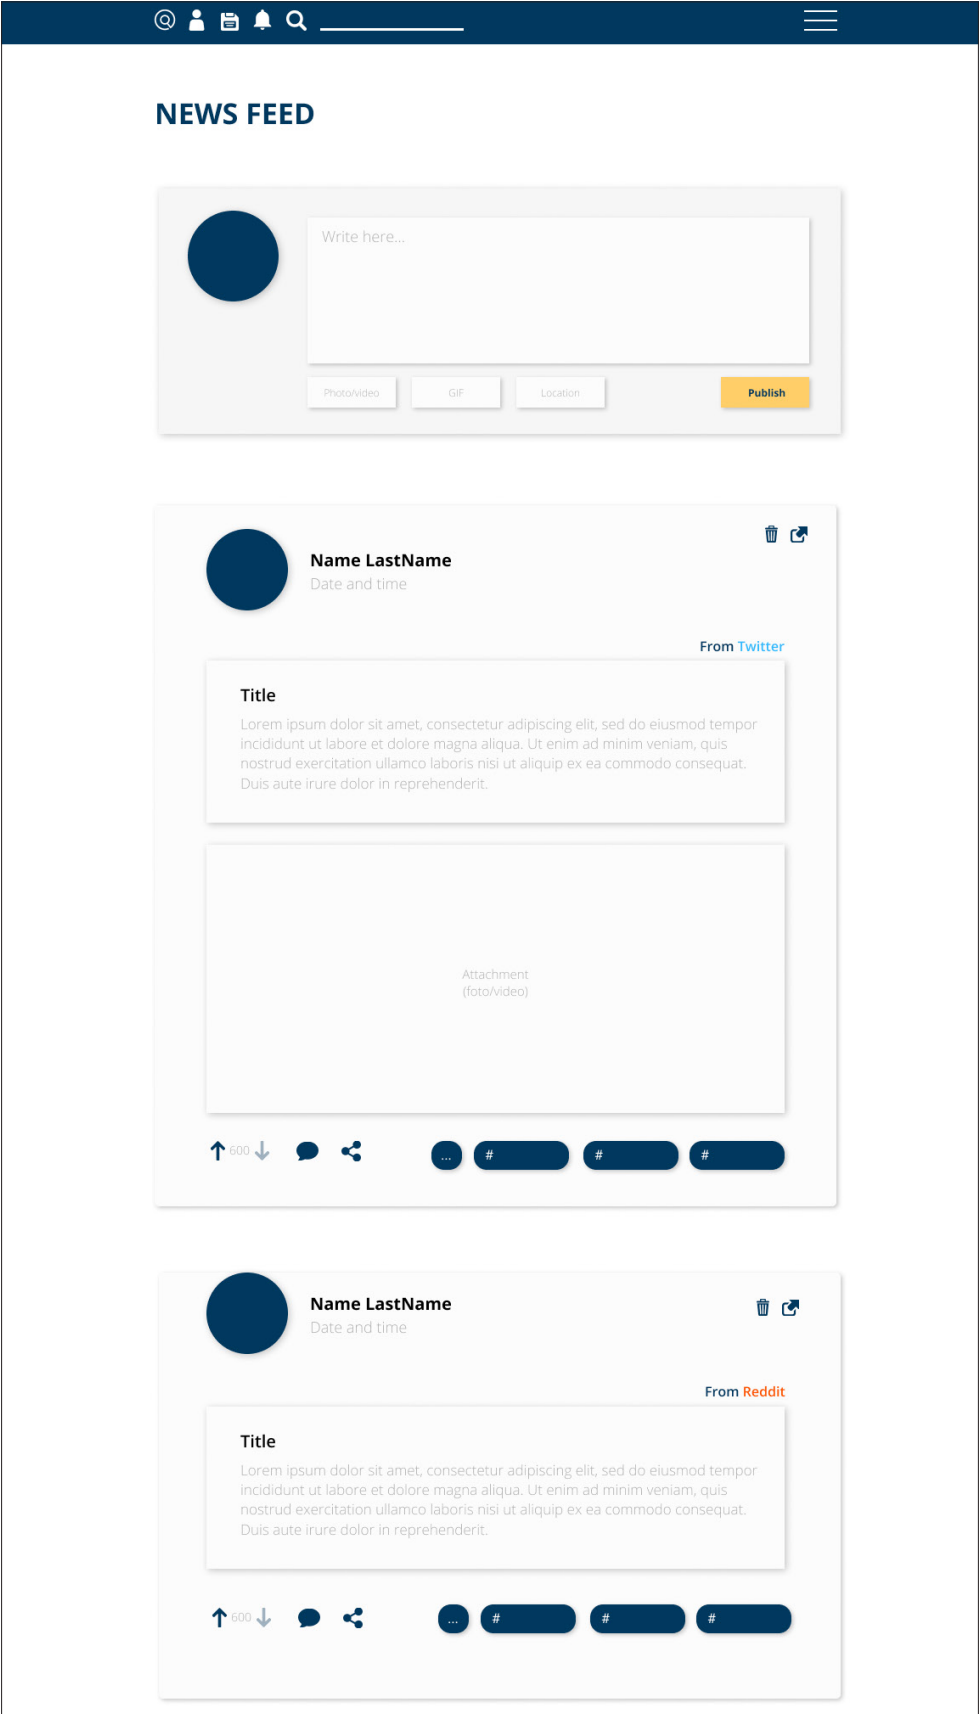 NEWS FEED
Write here...
Photo/video
GIF
Location
Publish
Name LastName
Date and time
From Twitter
Title
Lorem ipsum dolor sit amet, consectetur adipiscing elit, sed do eiusmod tempor
incididunt ut labore et dolore magna aliqua. Ut enim ad minim veniam, quis
nostrud exercitation ullamco laboris nisi ut aliquip ex ea commodo consequat.
Duis aute irure dolor in reprehenderit.
Attachment
(foto/video)
600
...
#
#
#
Name LastName
Date and time
From Reddit
Title
Lorem ipsum dolor sit amet, consectetur adipiscing elit, sed do eiusmod tempor
incididunt ut labore et dolore magna aliqua. Ut enim ad minim veniam, quis
nostrud exercitation ullamco laboris nisi ut aliquip ex ea commodo consequat.
Duis aute irure dolor in reprehenderit.
600
...
#
#
#